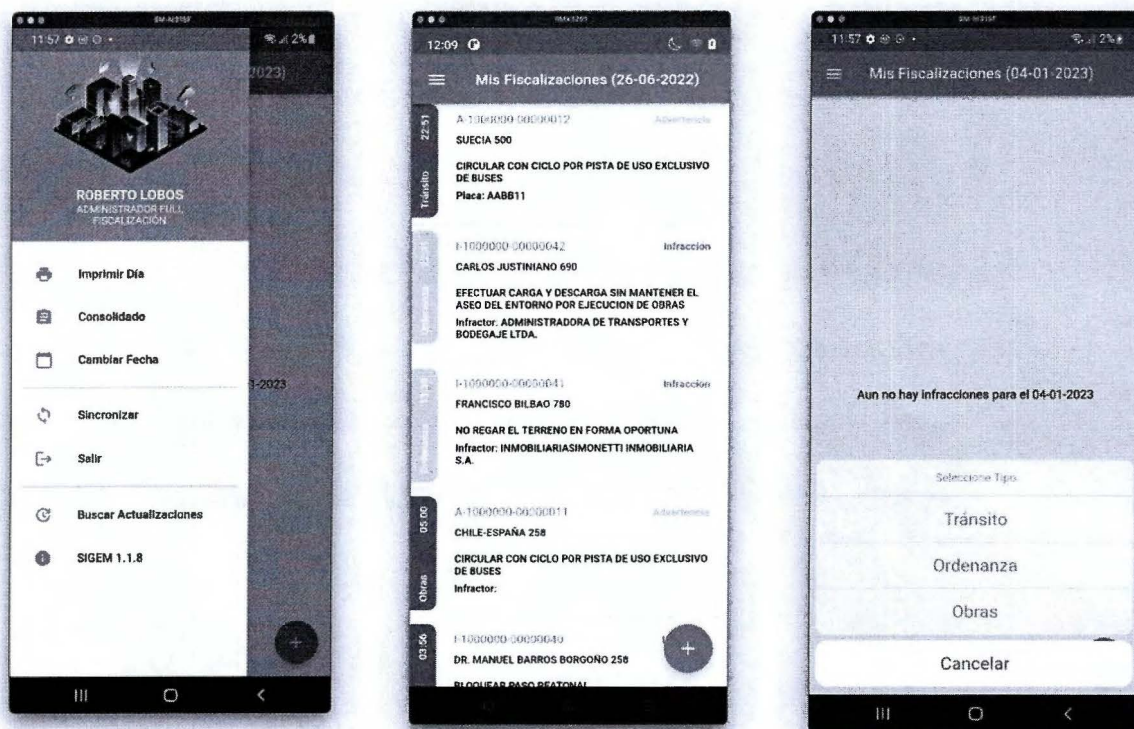 SM-N315F
11:57
2%
2023)
ROBERTO LOBOS
ADMINISTRADOR FULL
FISCALIZACIÓN
Imprimir Día
Consolidado
Cambiar Fecha
1-2023
Sincronizar
Salir
Buscar Actualizaciones
SIGEM 1.1.8
12:09
Mis Fiscalizaciones (26-06-2022)
22:51
Tránsito
A-1000000-00000012
Advertencia
SUECIA 500
CIRCULAR CON CICLO POR PISTA DE USO EXCLUSIVO
DE BUSES
Placa: AABB11
I-1000000-00000042
Infraccion
CARLOS JUSTINIANO 690
EFECTUAR CARGA Y DESCARGA SIN MANTENER EL
ASEO DEL ENTORNO POR EJECUCION DE OBRAS
Infractor: ADMINISTRADORA DE TRANSPORTES Y
BODEGAJE LTDA.
I-1000000-00000041
Infraccion
FRANCISCO BILBAO 780
NO REGAR EL TERRENO EN FORMA OPORTUNA
Infractor: INMOBILIARIASIMONETTI INMOBILIARIA
S.A.
05:00
Obras
A-1000000-00000011
Advertencia
CHILE-ESPAÑA 258
CIRCULAR CON CICLO POR PISTA DE USO EXCLUSIVO
DE BUSES
Infractor:
03:56
I-1000000-00000040
DR. MANUEL BARROS BORGOÑO 258
BLOQUEAR PASO PEATONAL
11:57
2%
Mis Fiscalizaciones (04-01-2023)
Aun no hay infracciones para el 04-01-2023
Seleccione Tipo
Tránsito
Ordenanza
Obras
Cancelar